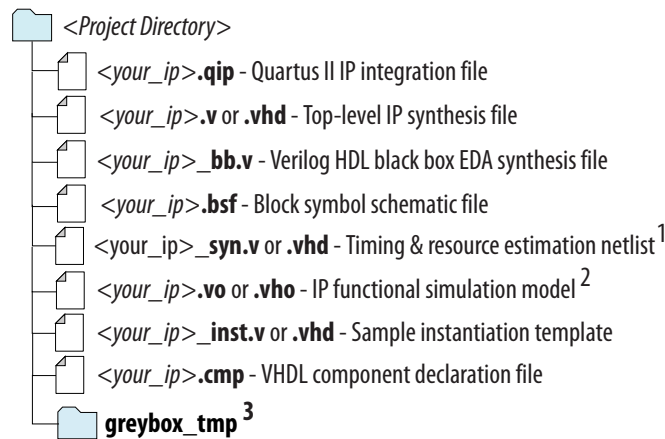 <Project Directory>
<your_ip>.qip - Quartus II IP integration file
<your_ip>.v or .vhd - Top-level IP synthesis file
<your_ip>_bb.v - Verilog HDL black box EDA synthesis file
<your_ip>.bsf - Block symbol schematic file
<your_ip>_syn.v or .vhd - Timing & resource estimation netlist 1
<your_ip>.vo or .vho - IP functional simulation model 2
<your_ip>_inst.v or .vhd - Sample instantiation template
<your_ip>.cmp - VHDL component declaration file
greybox_tmp 3